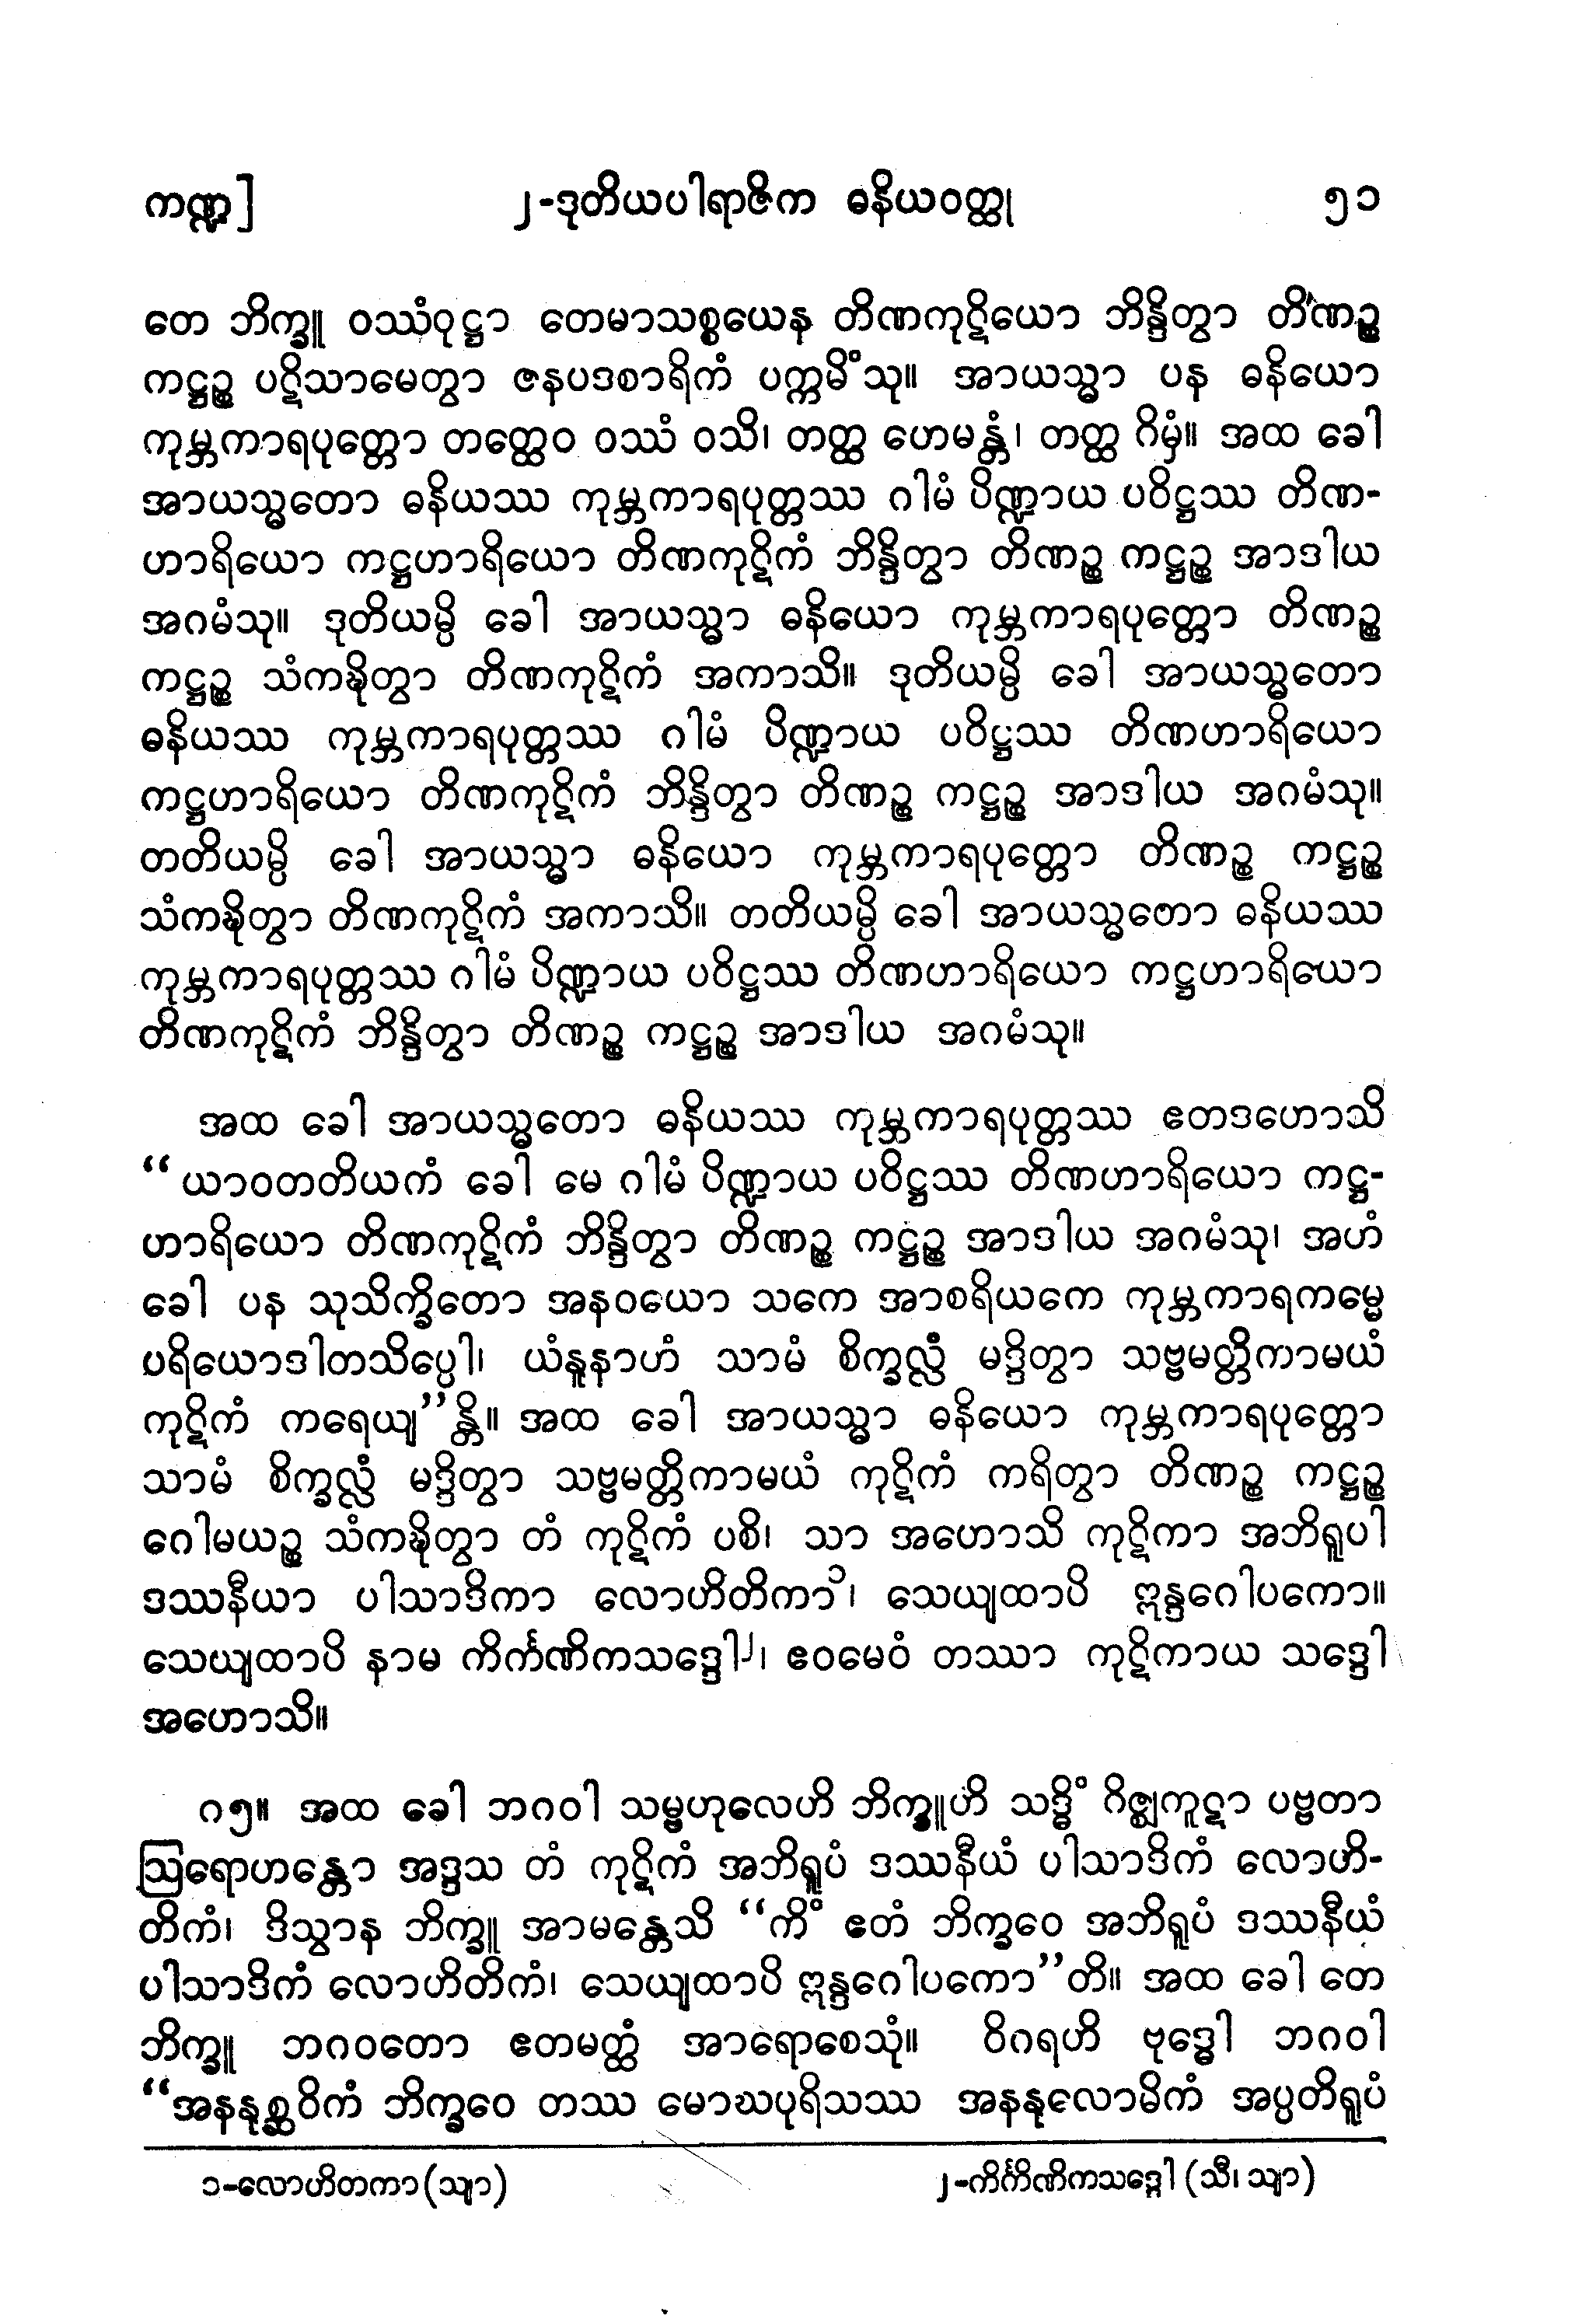 ကဏ္ဍ] ၂-ဒုတိယပါရာဇိက ဓနိယဝတ္ထု ၅၁
တေ ဘိက္ခူ ဝဿံဝုဋ္ဌာ တေမာသစ္စယေန တိဏကုဋိယော ဘိန္ဒိတွာ တိဏဉ္စ
ကဋ္ဌဉ္စ ပဋိသာမေတွာ ဇနပဒစာရိကံ ပက္ကမိံသု။ အာယသ္မာ ပန ဓနိယော
ကုမ္ဘကာရပုတ္တော တတ္ထေဝ ဝဿံ ဝသိ၊ တတ္ထ ဟေမန္တံ၊ တတ္ထ ဂိမှံ။ အထ ခေါ
အာယသ္မတော ဓနိယဿ ကုမ္ဘကာရပုတ္တဿ ဂါမံ ပိဏ္ဍာယ ပဝိဋ္ဌဿ တိဏ-
ဟာရိယော ကဋ္ဌဟာရိယော တိဏကုဋိကံ ဘိန္ဒိတွာ တိဏဉ္စ ကဋ္ဌဉ္စ အာဒါယ
အဂမံသု။ ဒုတိယမ္ပိ ခေါ အာယသ္မာ ဓနိယော ကုမ္ဘကာရပုတ္တော တိဏဉ္စ
ကဋ္ဌဉ္စ သံကဍ္ဎိတွာ တိဏကုဋိကံ အကာသိ။ ဒုတိယမ္ပိ ခေါ အာယသ္မတော
ဓနိယဿ ကုမ္ဘကာရပုတ္တဿ ဂါမံ ပိဏ္ဍာယ ပဝိဋ္ဌဿ တိဏဟာရိယော
ကဋ္ဌဟာရိယော တိဏကုဋိကံ ဘိန္ဒိတွာ တိဏဉ္စ ကဋ္ဌဉ္စ အာဒါယ အဂမံသု။
တတိယမ္ပိ ခေါ အာယသ္မာ ဓနိယော ကုမ္ဘကာရပုတ္တော တိဏဉ္စ ကဋ္ဌဉ္စ
သံကဍ္ဎိတွာ တိဏကုဋိကံ အကာသိ။ တတိယမ္ပိ ခေါ အာယသ္မတော ဓနိယဿ
ကုမ္ဘကာရပုတ္တဿ ဂါမံ ပိဏ္ဍာယ ပဝိဋ္ဌဿ တိဏဟာရိယော ကဋ္ဌဟာရိယော
တိဏကုဋိကံ ဘိန္ဒိတွာ တိဏဉ္စ ကဋ္ဌဉ္စ အာဒါယ အဂမံသု။
အထ ခေါ အာယသ္မတော ဓနိယဿ ကုမ္ဘကာရပုတ္တဿ ဧတဒဟောသိ
“ယာဝတတိယကံ ခေါ မေ ဂါမံ ပိဏ္ဍာယ ပဝိဋ္ဌဿ တိဏဟာရိယော ကဋ္ဌ-
ဟာရိယော တိဏကုဋိကံ ဘိန္ဒိတွာ တိဏဉ္စ ကဋ္ဌဉ္စ အာဒါယ အဂမံသု၊ အဟံ
ခေါ ပန သုသိက္ခိတော အနဝယော သကေ အာစရိယကေ ကုမ္ဘကာရကမ္မေ
ပရိယောဒါတသိပ္ပေါ၊ ယံနူနာဟံ သာမံ စိက္ခလ္လံ မဒ္ဒိတွာ သဗ္ဗမတ္တိကာမယံ
ကုဋိကံ ကရေယျ”န္တိ။ အထ ခေါ အာယသ္မာ ဓနိယော ကုမ္ဘကာရပုတ္တော
သာမံ စိက္ခလ္လံ မဒ္ဒိတွာ သဗ္ဗမတ္တိကာမယံ ကုဋိကံ ကရိတွာ တိဏဉ္စ ကဋ္ဌဉ္စ
ဂေါမယဉ္စ သံကဍ္ဎိတွာ တံ ကုဋိကံ ပစိ၊ သာ အဟောသိ ကုဋိကာ အဘိရူပါ
ဒဿနီယာ ပါသာဒိကာ လောဟိတိကာ၁၊ သေယျထာပိ ဣန္ဒဂေါပကော။
သေယျထာပိ နာမ ကိင်္ကဏိကသဒ္ဒေါ၂၊ ဧဝမေဝံ တဿာ ကုဋိကာယ သဒ္ဒေါ
အဟောသိ။
၈၅။ အထ ခေါ ဘဂဝါ သမ္ဗဟုလေဟိ ဘိက္ခူဟိ သဒ္ဓိံ ဂိဇ္ဈကူဋာ ပဗ္ဗတာ
ဩရောဟန္တော အဒ္ဒသ တံ ကုဋိကံ အဘိရူပံ ဒဿနီယံ ပါသာဒိကံ လောဟိ-
တိကံ၊ ဒိသွာန ဘိက္ခူ အာမန္တေသိ “ကိံ ဧတံ ဘိက္ခဝေ အဘိရူပံ ဒဿနီယံ
ပါသာဒိကံ လောဟိတိကံ၊ သေယျထာပိ ဣန္ဒဂေါပကော”တိ။ အထ ခေါ တေ
ဘိက္ခူ ဘဂဝတော ဧတမတ္ထံ အာရောစေသုံ။ ဝိဂရဟိ ဗုဒ္ဓေါ ဘဂဝါ
“အနနုစ္ဆဝိကံ ဘိက္ခဝေ တဿ မောဃပုရိသဿ အနနုလောမိကံ အပ္ပတိရူပံ
၁-လောဟိတကာ (သျာ) ၂-ကိင်္ကိဏိကသဒ္ဒေါ (သီ၊ သျာ)